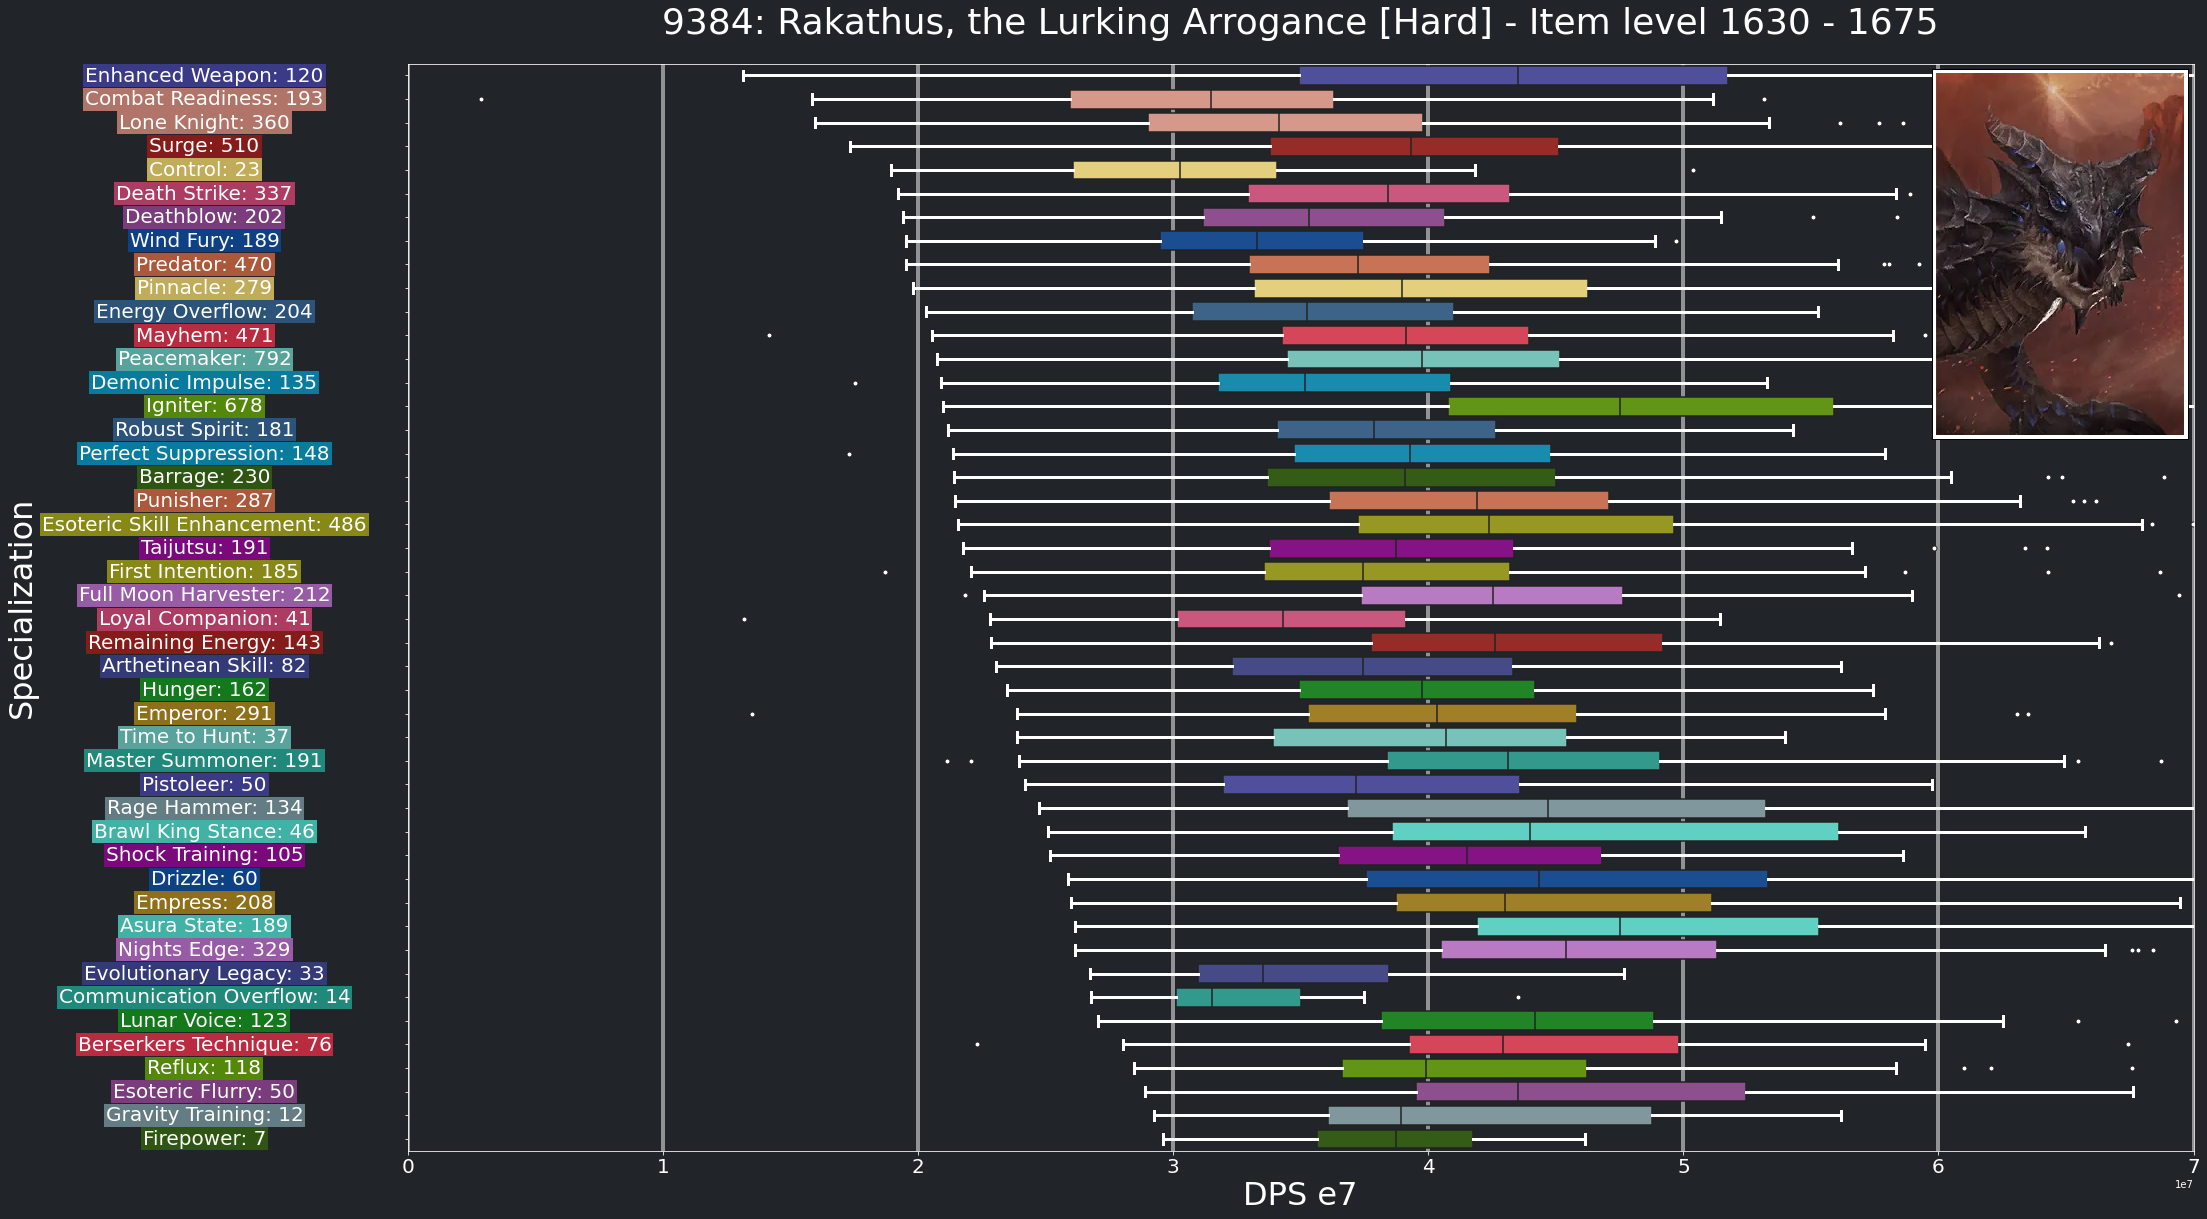 9384: Rakathus, the Lurking Arrogance [Hard] - Item level 1630 - 1675
Specialization
Enhanced Weapon: 120
Combat Readiness: 193
Lone Knight: 360
Surge: 510
Control: 23
Death Strike: 337
Deathblow: 202
Wind Fury: 189
Predator: 470
Pinnacle: 279
Energy Overflow: 204
Mayhem: 471
Peacemaker: 792
Demonic Impulse: 135
Igniter: 678
Robust Spirit: 181
Perfect Suppression: 148
Barrage: 230
Punisher: 287
Esoteric Skill Enhancement: 486
Taijutsu: 191
First Intention: 185
Full Moon Harvester: 212
Loyal Companion: 41
Remaining Energy: 143
Arthetinean Skill: 82
Hunger: 162
Emperor: 291
Time to Hunt: 37
Master Summoner: 191
Pistoleer: 50
Rage Hammer: 134
Brawl King Stance: 46
Shock Training: 105
Drizzle: 60
Empress: 208
Asura State: 189
Nights Edge: 329
Evolutionary Legacy: 33
Communication Overflow: 14
Lunar Voice: 123
Berserkers Technique: 76
Reflux: 118
Esoteric Flurry: 50
Gravity Training: 12
Firepower: 7
0 1 2 3 4 5 6 7
1e7
DPS e7